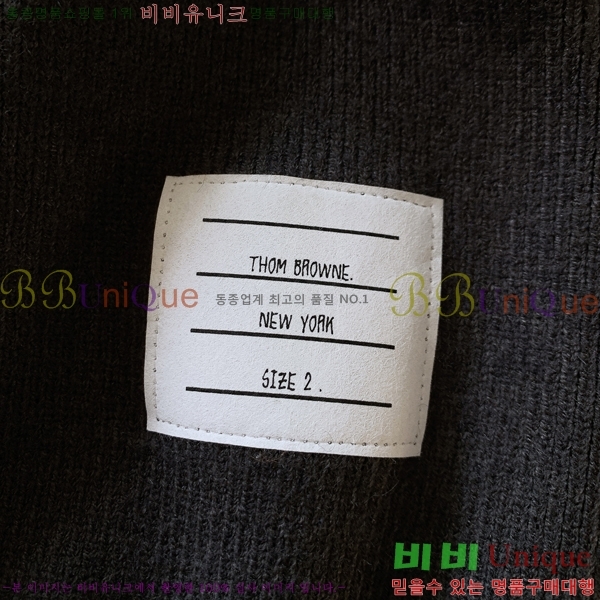 비비유니크
THOM BROWNE.
BBUniQue 동종업계 최고의 품질 NO.1 BBUniQue
NEW YORK
SIZE 2 .
비비 Unique
믿을수 있는 명품구매대행